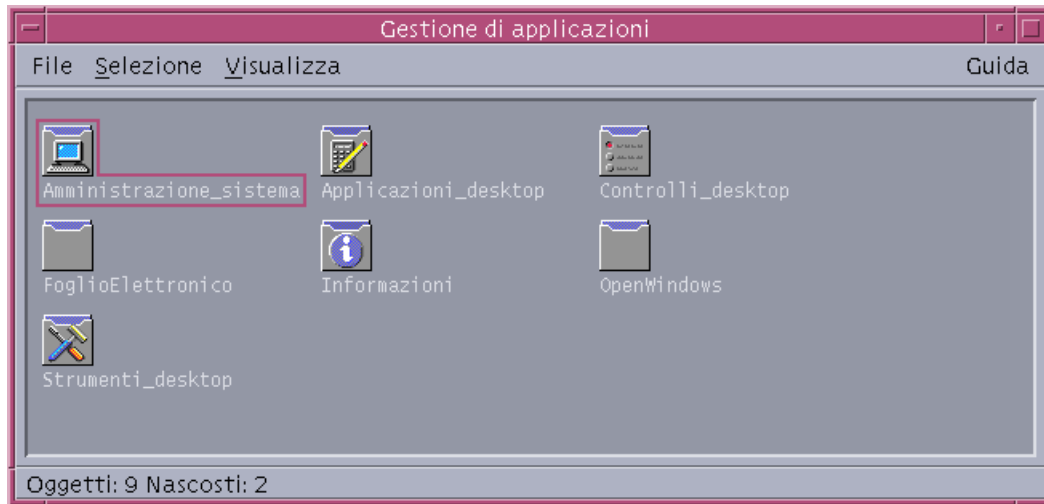 Gestione di applicazioni
File Selezione Visualizza Guida
Amministrazione_sistema Applicazioni_desktop Controlli_desktop
FoglioElettronico Informazioni OpenWindows
Strumenti_desktop
Oggetti: 9 Nascosti: 2